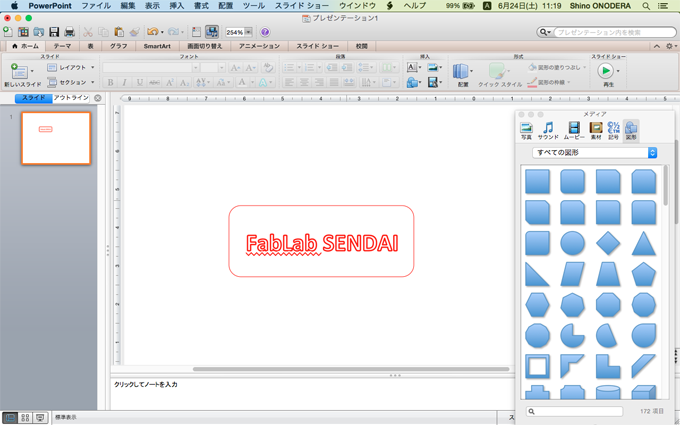 PowerPoint ファイル 編集 表示 挿入 書式 配置 ツール スライド ショー ウインドウ ヘルプ 99% A 6月24日(土) 11:19 Shino ONODERA
プレゼンテーション1
254%
プレゼンテーション内を検索
ホーム テーマ 表 グラフ SmartArt 画面切り替え アニメーション スライド ショー 校閲
スライド フォント 段落 挿入 形式 スライド ショー
新しいスライド レイアウト セクション
B I U ABC
配置 クイック スタイル 図形の塗りつぶし 図形の枠線 再生
スライド アウトライン
1
FabLab SENDAI
メディア
写真 サウンド ムービー 素材 記号 図形
すべての図形
172 項目
クリックしてノートを入力
標準表示